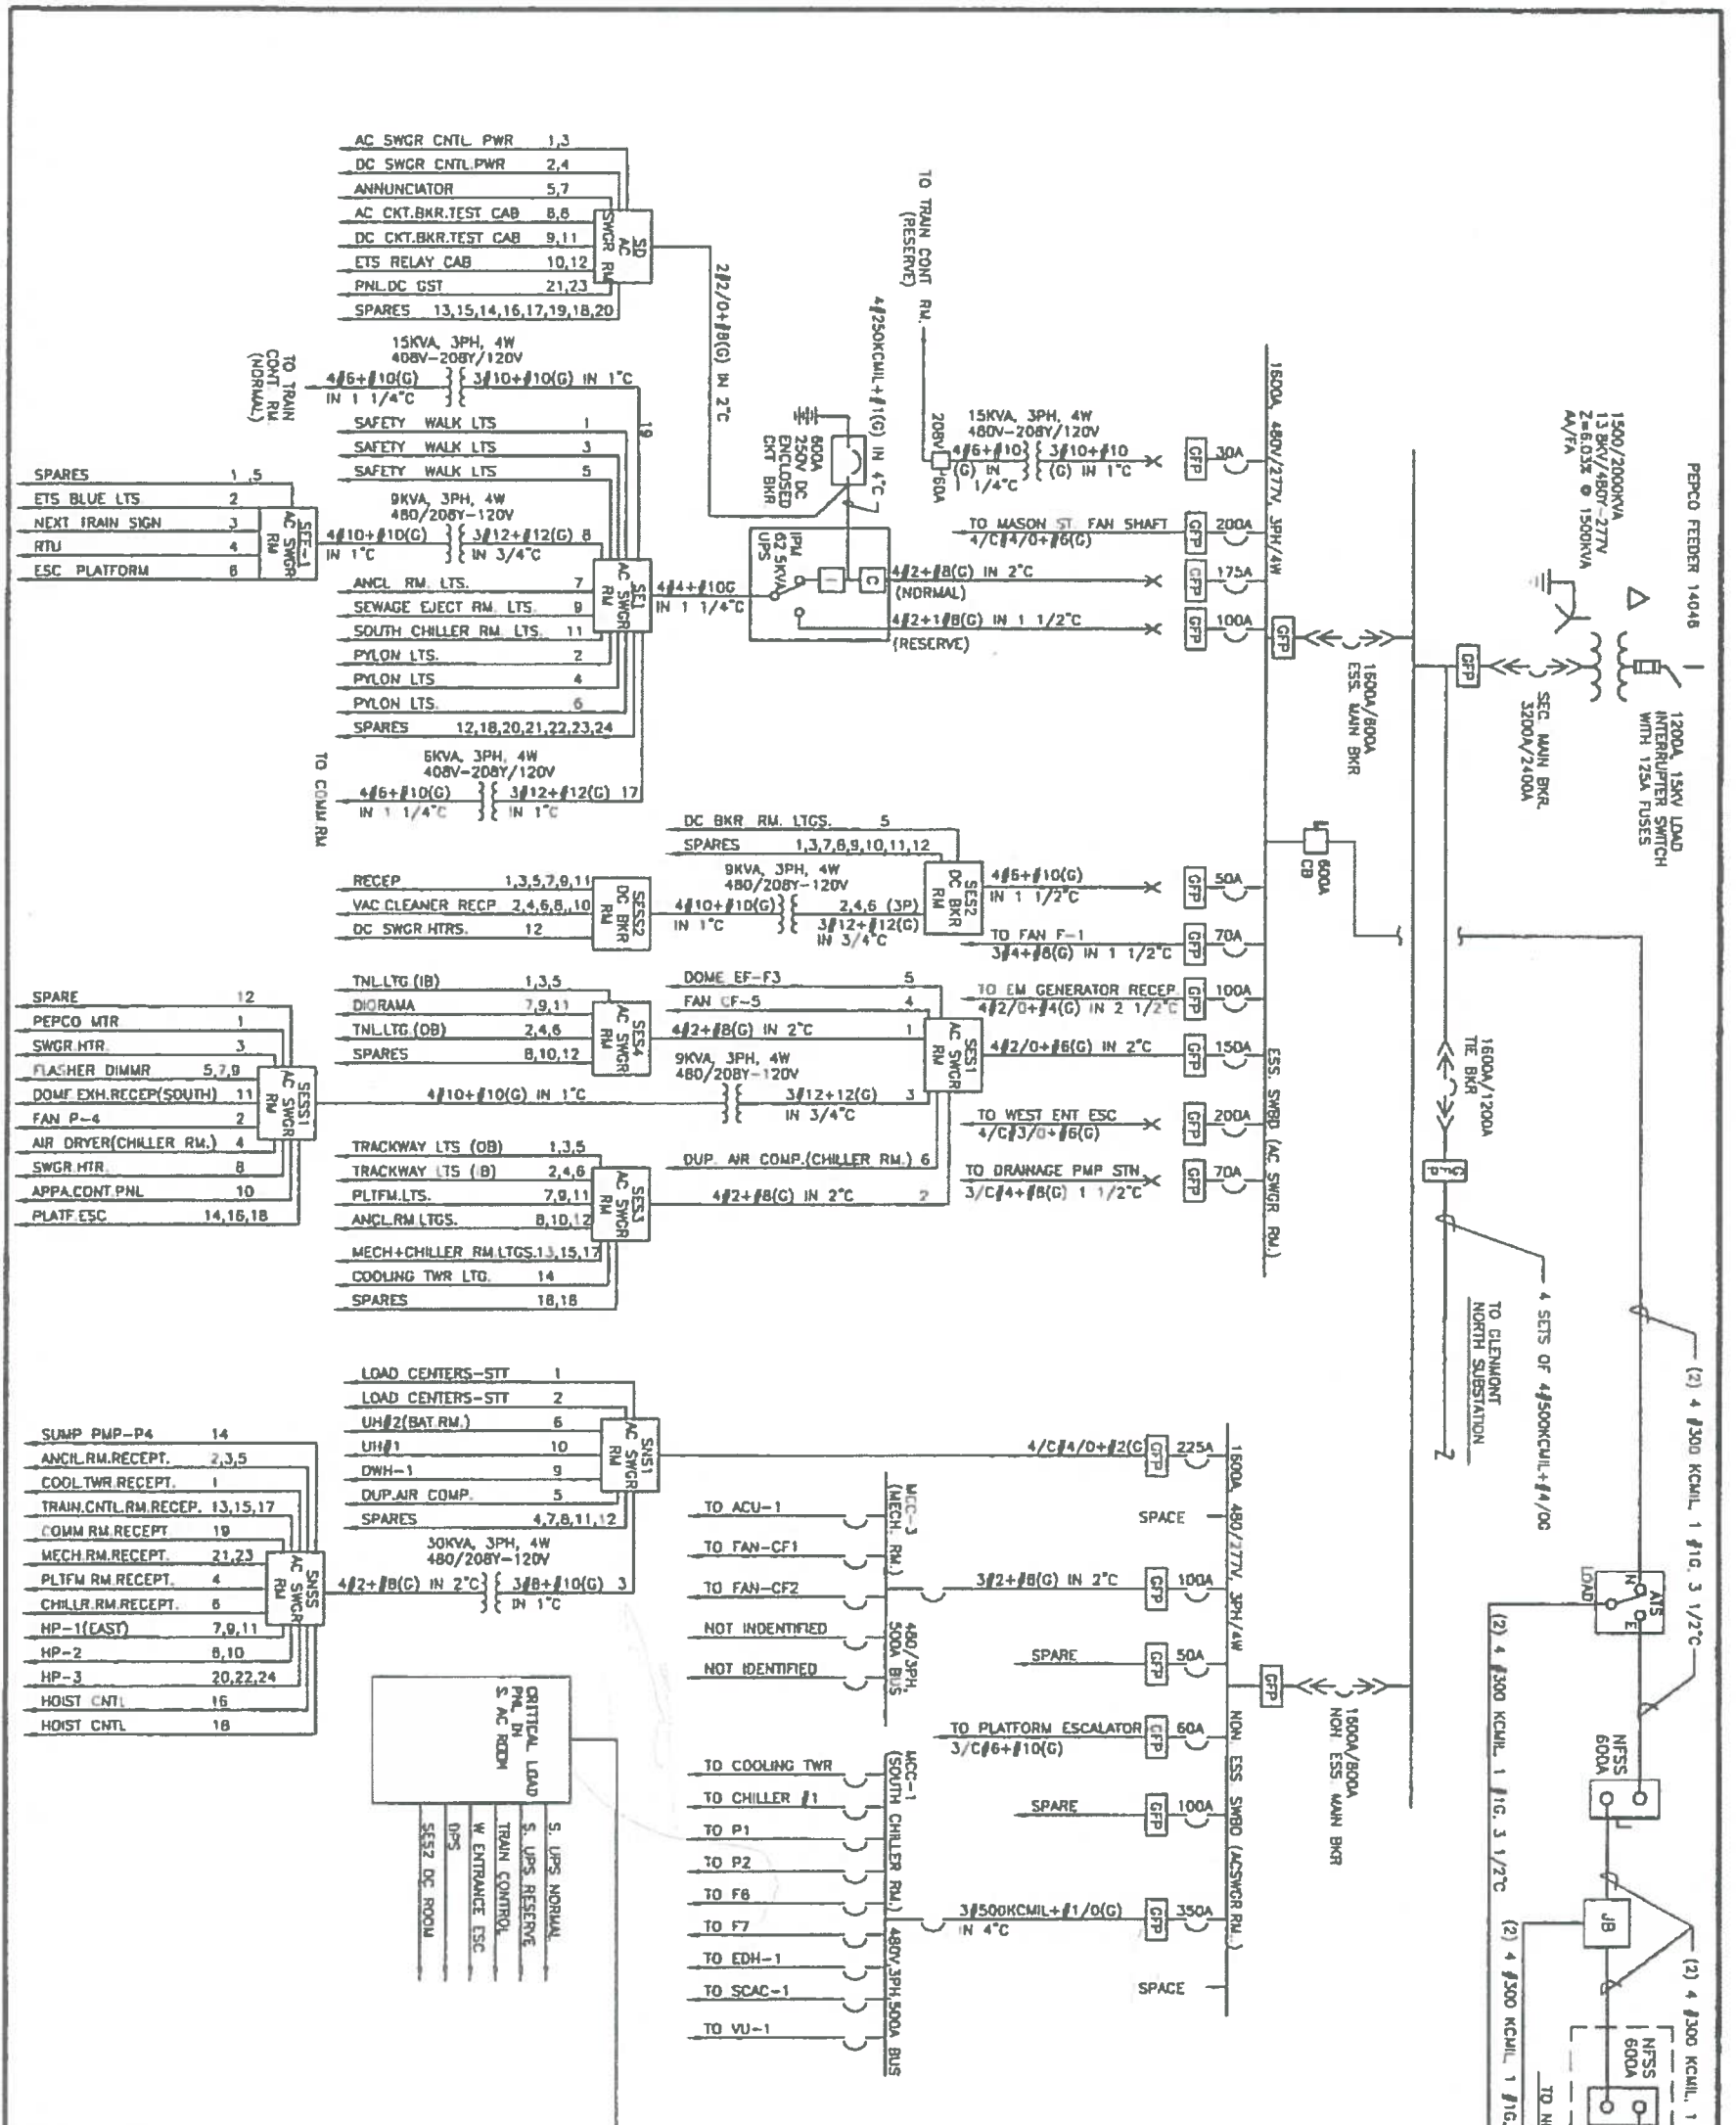 PEPCO FEEDER 14046
1200A, 15KV LOAD
INTERRUPTER SWITCH
WITH 125A FUSES
1500/2000KVA
13.8KV/480Y-277V
Z=6.03% @ 1500KVA
AA/FA
GFP
SEC. MAIN BKR.
3200A/2400A
1600A/800A
ESS. MAIN BKR
GFP
600A
CB
1600A/1200A
TIE BKR
GFP
4 SETS OF 4#500KCMIL+#4/0G
TO GLENMONT
NORTH SUBSTATION
(2) 4 #300 KCMIL, 1 #1G, 3 1/2"C
ATS
N
E
LOAD
(2) 4 #300 KCMIL, 1 #1G, 3 1/2"C
NFSS
600A
JB
(2) 4 #300 KCMIL, 1
(2) 4 #300 KCMIL, 1 #1G,
NFSS
600A
1600A/800A
NON. ESS. MAIN BKR
GFP
1600A, 480V/277V, 3PH/4W
ESS. SWBD (AC SWGR RM.)
GFP 30A
15KVA, 3PH, 4W
480V-208Y/120V
4#6+#10
(G) IN
1 1/4"C
3#10+#10
(G) IN 1"C
208V
60A
TO TRAIN CONT RM.
(RESERVE)
GFP 200A
TO MASON ST. FAN SHAFT
4/C#4/0+#6(G)
GFP 175A
4#2+#8(G) IN 2"C
(NORMAL)
GFP 100A
4#2+1#8(G) IN 1 1/2"C
(RESERVE)
IPM
62.5KVA
UPS
I
C
4#250KCMIL+#1(G) IN 4"C
600A
250V DC
ENCLOSED
CKT BKR.
2#2/0+#8(G) IN 2"C
SD
AC
SWGR RM
AC SWGR CNTL. PWR 1,3
DC SWGR CNTL.PWR 2,4
ANNUNCIATOR 5,7
AC CKT.BKR.TEST CAB 8,6
DC CKT.BKR.TEST CAB 9,11
ETS RELAY CAB 10,12
PNL.DC GST 21,23
SPARES 13,15,14,16,17,19,18,20
15KVA, 3PH, 4W
408V-208Y/120V
4#6+#10(G)
IN 1 1/4"C
3#10+#10(G) IN 1"C
19
TO TRAIN
CONT. RM.
(NORMAL)
SAFETY WALK LTS 1
SAFETY WALK LTS 3
SAFETY WALK LTS 5
9KVA, 3PH, 4W
480/208Y-120V
4#10+#10(G)
IN 1"C
3#12+#12(G) 8
IN 3/4"C
SE1
AC SWGR
RM
4#4+#10G
IN 1 1/4"C
ANCL. RM. LTS. 7
SEWAGE EJECT RM. LTS. 9
SOUTH CHILLER RM. LTS. 11
PYLON LTS. 2
PYLON LTS 4
PYLON LTS. 6
SPARES 12,18,20,21,22,23,24
6KVA, 3PH, 4W
408V-208Y/120V
4#6+#10(G)
IN 1 1/4"C
3#12+#12(G) 17
IN 1"C
TO COMM.RM
SPARES 1,5
ETS BLUE LTS 2
NEXT TRAIN SIGN 3
RTU 4
ESC PLATFORM 6
AC SWGR
RM
GFP 50A
4#6+#10(G)
IN 1 1/2"C
SES2
DC BKR
RM
DC BKR RM. LTGS. 5
SPARES 1,3,7,8,9,10,11,12
9KVA, 3PH, 4W
480/208Y-120V
4#10+#10(G)
IN 1"C
2,4,6 (3P)
3#12+#12(G)
IN 3/4"C
SESS2
DC BKR
RM
RECEP 1,3,5,7,9,11
VAC CLEANER RECP. 2,4,6,8,10
DC SWGR HTRS. 12
GFP 70A
TO FAN F-1
3#4+#8(G) IN 1 1/2"C
GFP 100A
TO EM GENERATOR RECEP.
4#2/0+#4(G) IN 2 1/2"C
GFP 150A
4#2/0+#6(G) IN 2"C
SES1
AC SWGR
RM
DOME EF-F3 5
FAN CF-5 4
4#2+#8(G) IN 2"C 1
9KVA, 3PH, 4W
480/208Y-120V
4#10+#10(G) IN 1"C
3#12+12(G) 3
IN 3/4"C
DUP. AIR COMP.(CHILLER RM.) 6
4#2+#8(G) IN 2"C 2
SES4
AC SWGR
RM
TNL.LTG.(IB) 1,3,5
DIORAMA 7,9,11
TNL.LTG.(OB) 2,4,6
SPARES 8,10,12
SESS1
AC SWGR
RM
SPARE 12
PEPCO MTR 1
SWGR.HTR. 3
FLASHER DIMMR 5,7,9
DOME.EXH.RECEP(SOUTH) 11
FAN P-4 2
AIR DRYER(CHILLER RM.) 4
SWGR.HTR. 8
APPA.CONT.PNL 10
PLATF.ESC 14,16,18
SES3
AC SWGR
RM
TRACKWAY LTS (OB) 1,3,5
TRACKWAY LTS (IB) 2,4,6
PLTFM.LTS. 7,9,11
ANCL.RM.LTGS. 8,10,12
MECH+CHILLER RM.LTGS.13,15,17
COOLING TWR LTG. 14
SPARES 18,16
GFP 200A
TO WEST ENT ESC
4/C#3/0+#6(G)
GFP 70A
TO DRAINAGE PMP STN.
3/C#4+#8(G) 1 1/2"C
1600A, 480/277V, 3PH/4W
NON. ESS SWBD (ACSWGR RM.)
GFP 225A
4/C#4/0+#2(G
SNS1
AC SWGR
RM
LOAD CENTERS-STT 1
LOAD CENTERS-STT 2
UH#2(BAT.RM.) 6
UH#1 10
DWH-1 9
DUP.AIR COMP. 5
SPARES 4,7,8,11,12
30KVA, 3PH, 4W
480/208Y-120V
4#2+#8(G) IN 2"C
3#8+#10(G) 3
IN 1"C
SNSS
AC SWGR
RM
SUMP PMP-P4 14
ANCIL.RM.RECEPT. 2,3,5
COOL.TWR.RECEPT. 1
TRAIN.CNTL.RM.RECEP. 13,15,17
COMM RM.RECEPT 19
MECH.RM.RECEPT. 21,23
PLTFM RM.RECEPT. 4
CHILLR.RM.RECEPT. 6
HP-1(EAST) 7,9,11
HP-2 8,10
HP-3 20,22,24
HOIST CNTL 16
HOIST CNTL 18
SPACE
GFP 100A
3#2+#8(G) IN 2"C
MCC-3
(MECH. RM.)
480/3PH,
500A BUS
TO ACU-1
TO FAN-CF1
TO FAN-CF2
NOT INDENTIFIED
NOT IDENTIFIED
GFP 50A
SPARE
GFP 60A
TO PLATFORM ESCALATOR
3/C#6+#10(G)
GFP 100A
SPARE
GFP 350A
3#500KCMIL+#1/0(G)
IN 4"C
SPACE
MCC-1
(SOUTH CHILLER RM.) 480V,3PH,500A BUS
TO COOLING TWR
TO CHILLER #1
TO P1
TO P2
TO F6
TO F7
TO EDH-1
TO SCAC-1
TO VU-1
CRITICAL LOAD
PNL IN
S. AC ROOM
S. UPS NORMAL
S. UPS RESERVE
TRAIN CONTROL
W ENTRANCE ESC
OPS
SES2 DC ROOM